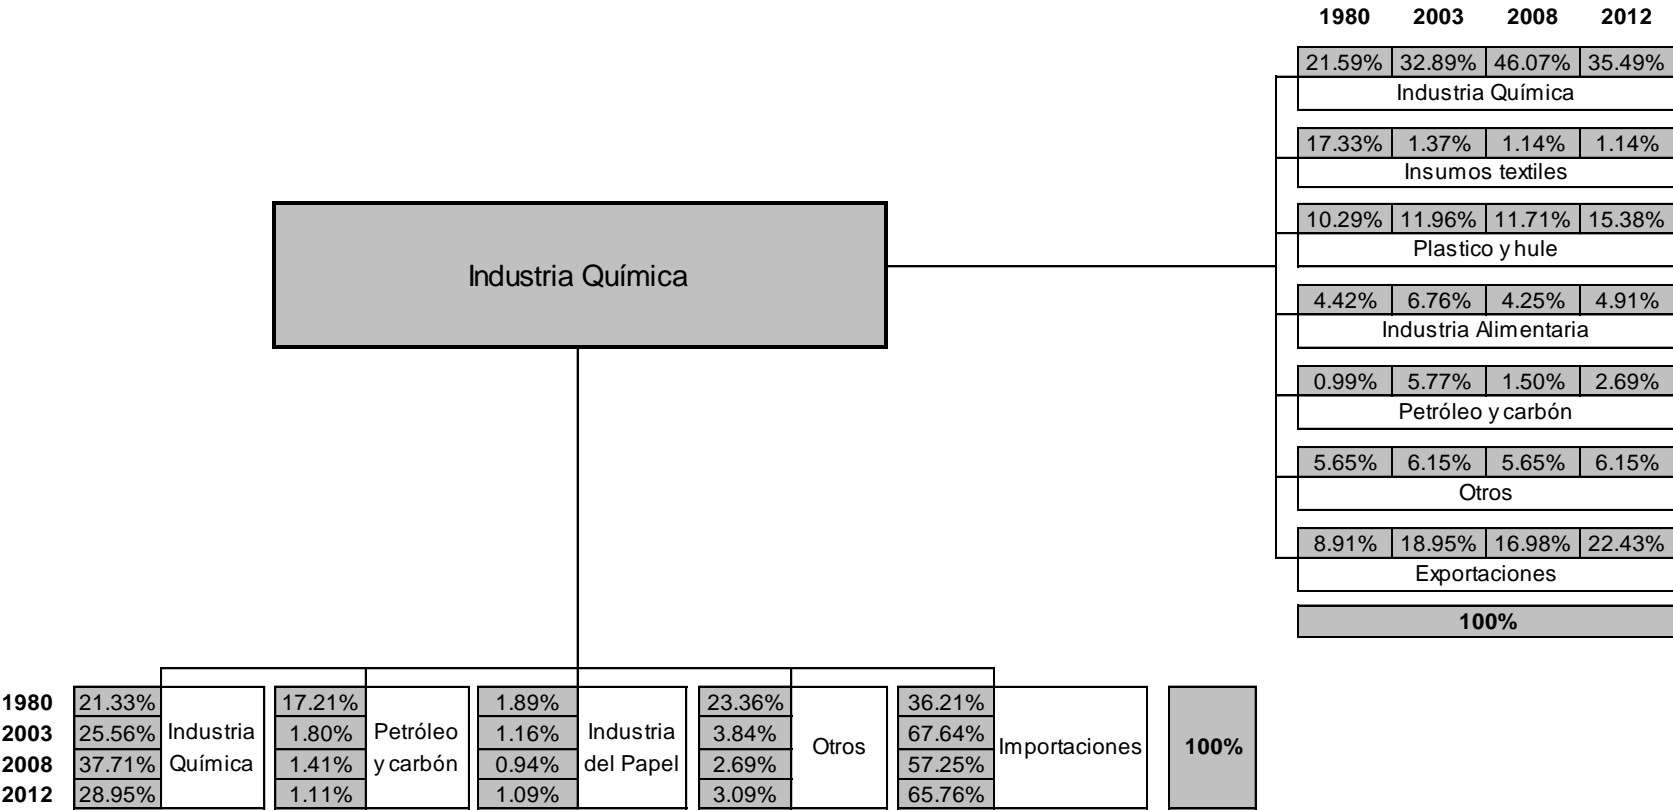 1980 2003 2008 2012
21.59% 32.89% 46.07% 35.49%
Industria Química
17.33% 1.37% 1.14% 1.14%
Insumos textiles
10.29% 11.96% 11.71% 15.38%
Plastico y hule
Industria Química
4.42% 6.76% 4.25% 4.91%
Industria Alimentaria
0.99% 5.77% 1.50% 2.69%
Petróleo y carbón
5.65% 6.15% 5.65% 6.15%
Otros
8.91% 18.95% 16.98% 22.43%
Exportaciones
100%
1980 21.33% 17.21% 1.89% 23.36% 36.21%
2003 25.56% Industria 1.80% Petróleo 1.16% Industria 3.84% 67.64%
Otros Importaciones 100%
2008 37.71% Química 1.41% y carbón 0.94% del Papel 2.69% 57.25%
2012 28.95% 1.11% 1.09% 3.09% 65.76%